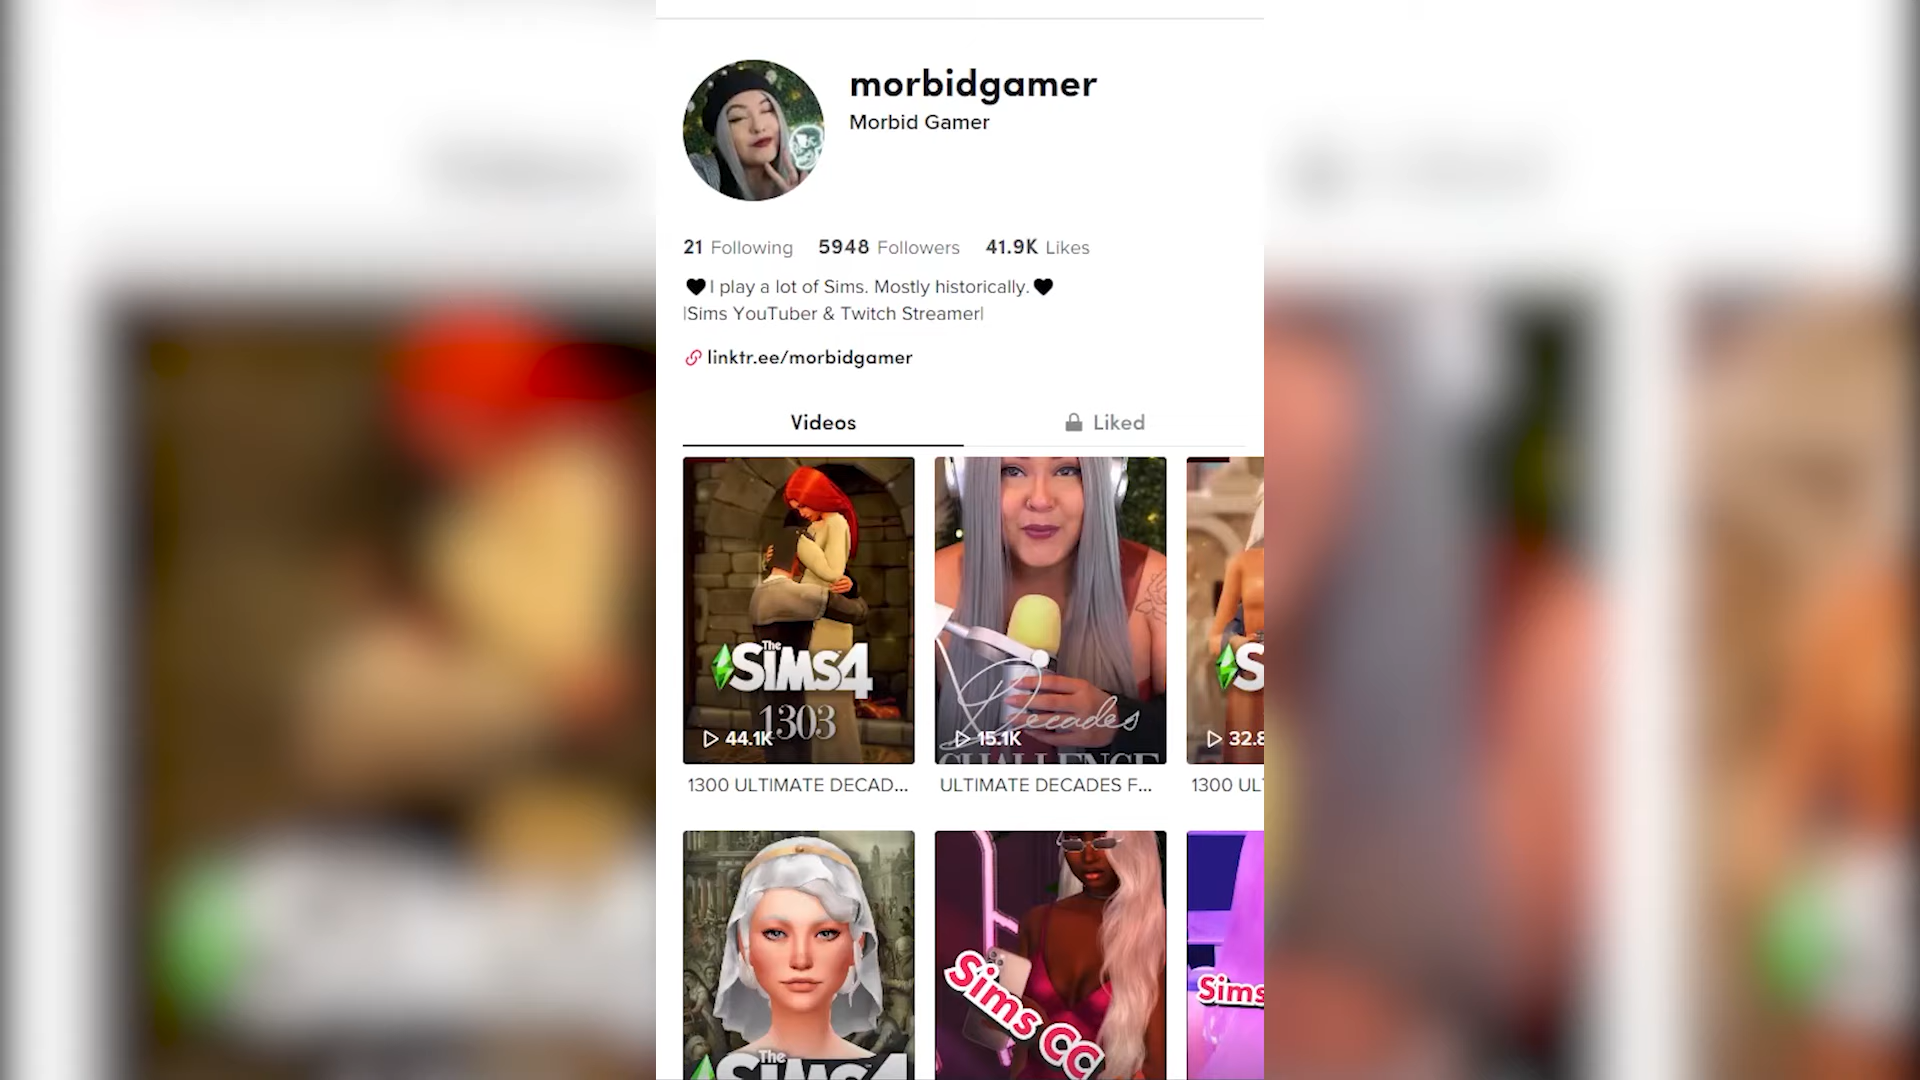 morbidgamer
Morbid Gamer
21 Following 5948 Followers 41.9K Likes
🖤I play a lot of Sims. Mostly historically.🖤
|Sims YouTuber & Twitch Streamer|
linktr.ee/morbidgamer
Videos
Liked
The
SIMS4
1303
44.1K
Decades
CHALLENGE
15.1K
S
32.8
1300 ULTIMATE DECAD...
ULTIMATE DECADES F...
1300 UL
The
SIMS4
Sims CC
Sims